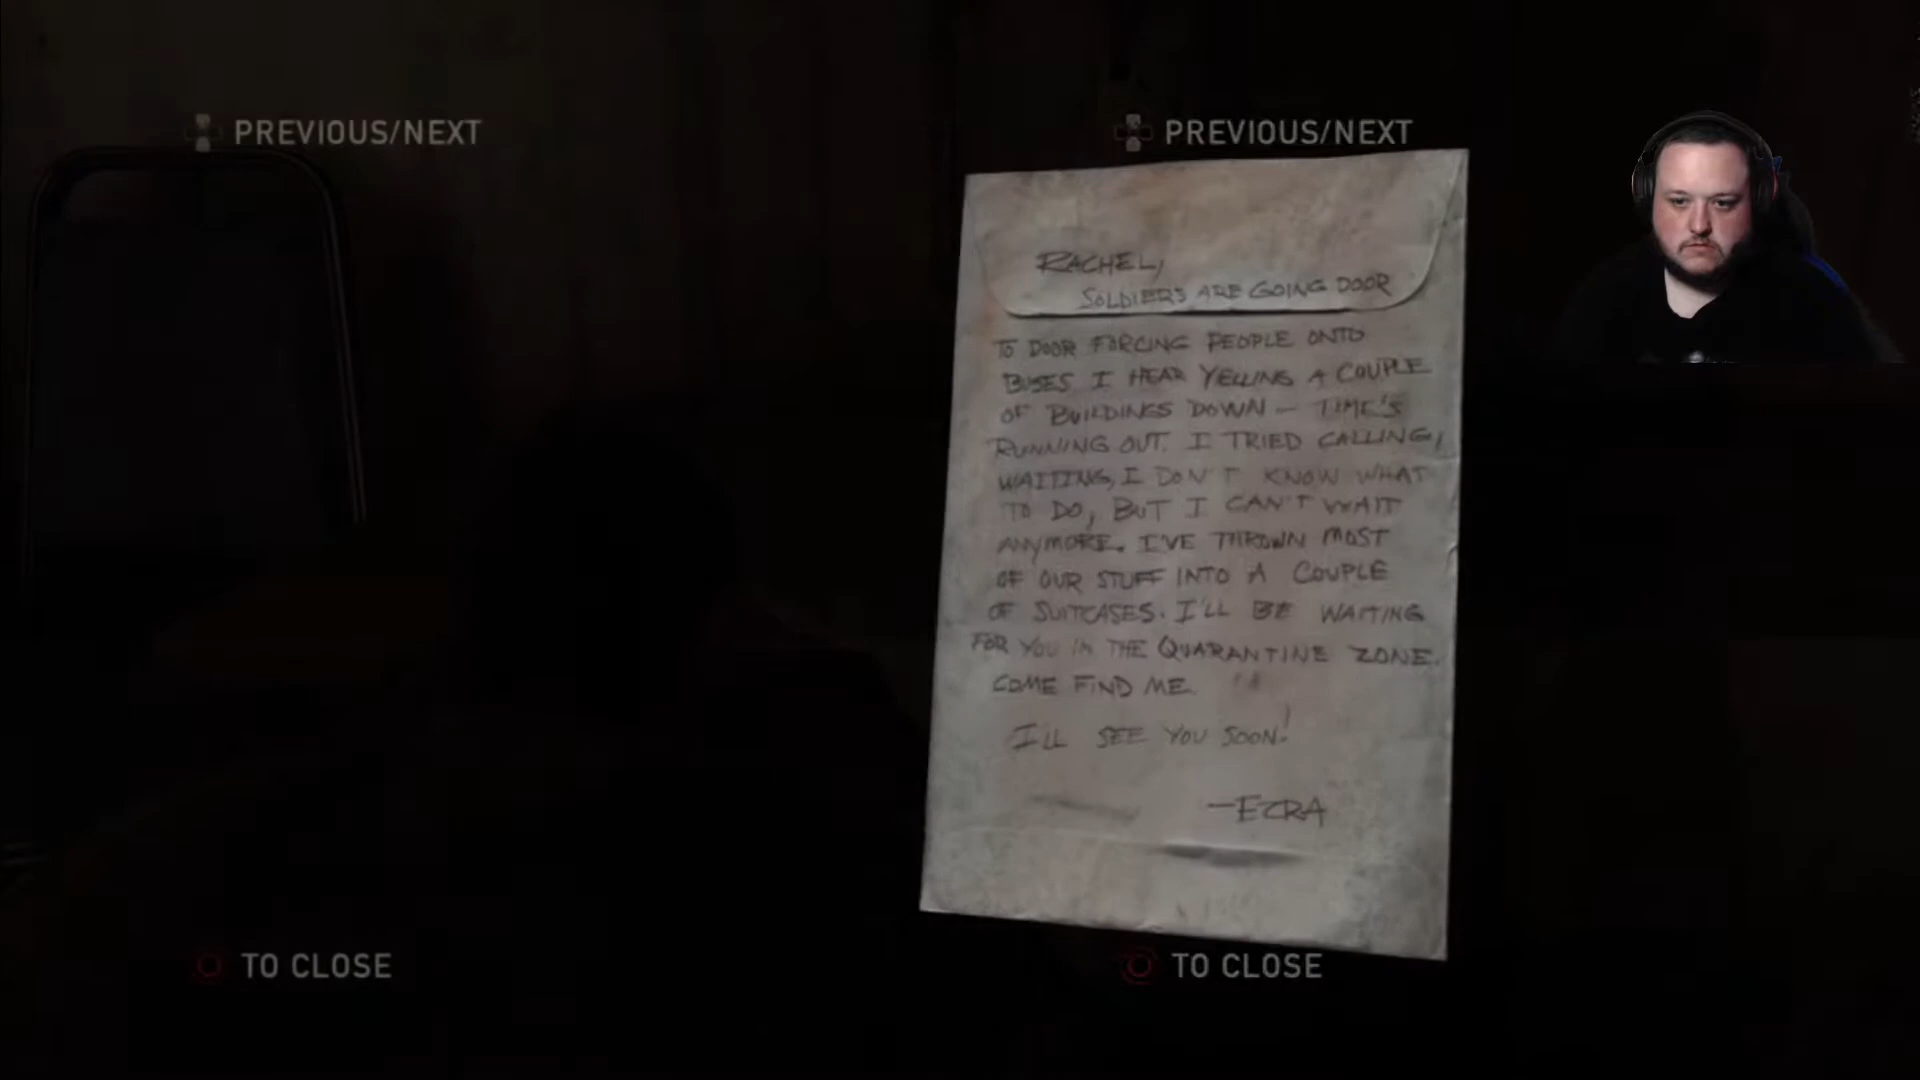 PREVIOUS/NEXT
PREVIOUS/NEXT
RACHEL,
SOLDIERS ARE GOING DOOR
TO DOOR FORCING PEOPLE ONTO
BUSES. I HEAR YELLING A COUPLE
OF BUILDINGS DOWN — TIME'S
RUNNING OUT. I TRIED CALLING,
WAITING, I DON'T KNOW WHAT
TO DO, BUT I CAN'T WAIT
ANYMORE. I'VE THROWN MOST
OF OUR STUFF INTO A COUPLE
OF SUITCASES. I'LL BE WAITING
FOR YOU IN THE QUARANTINE ZONE.
COME FIND ME.
I'LL SEE YOU SOON!
—EZRA
TO CLOSE
TO CLOSE